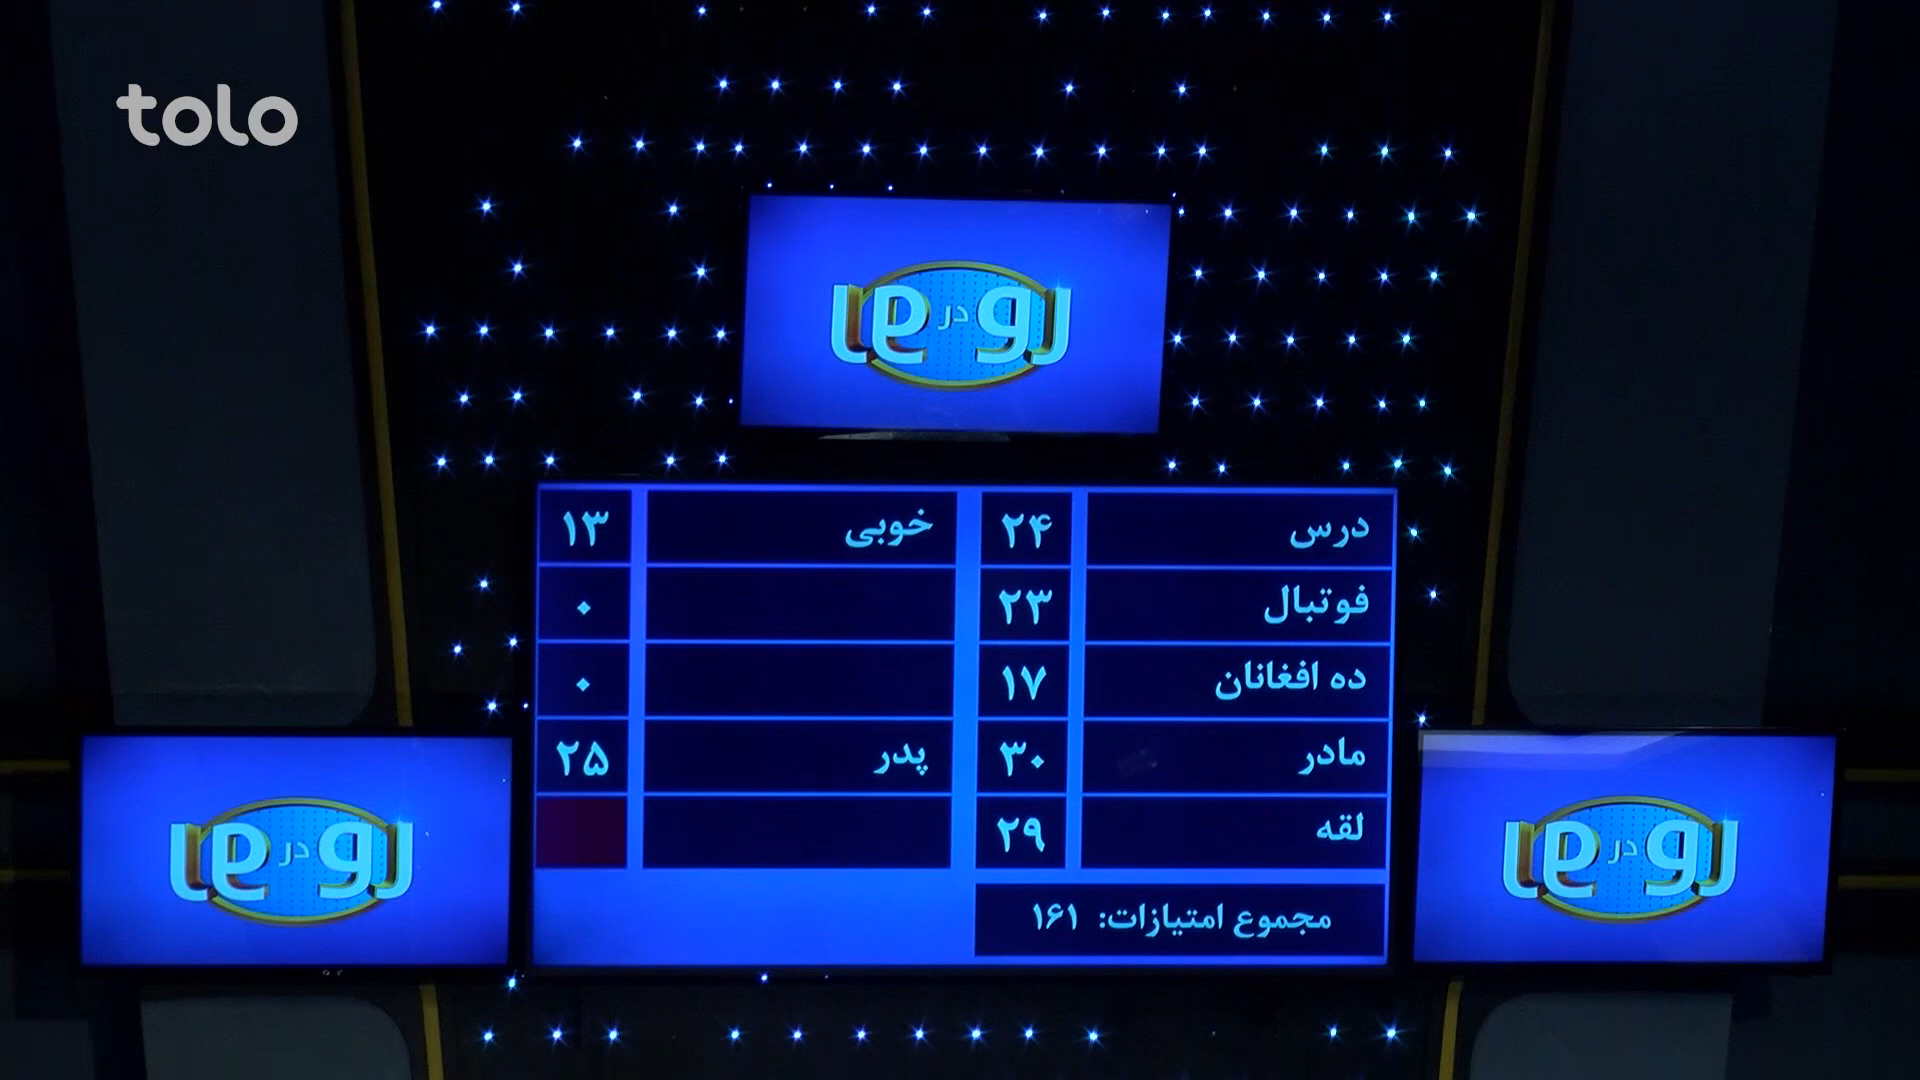 tolo
رو در رو
درس ۲۴ خوبی ۱۳
فوتبال ۲۳ ۰
ده افغانان ۱۷ ۰
مادر ۳۰ پدر ۲۵
لقه ۲۹
مجموع امتیازات: ۱۶۱
رو در رو
رو در رو